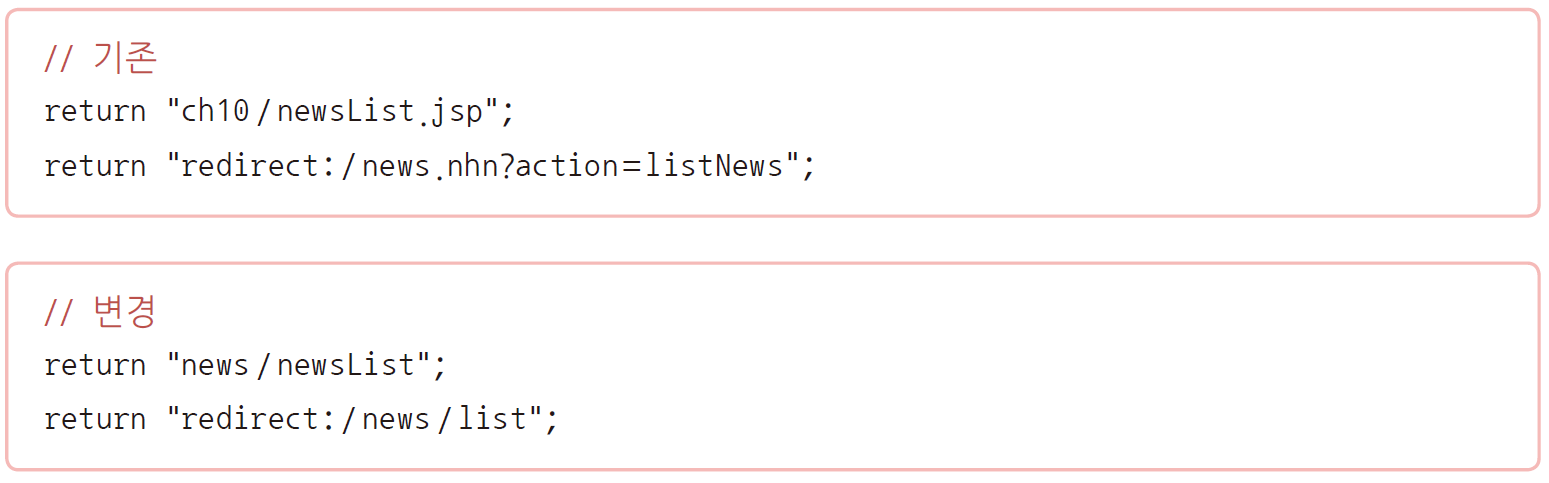 // 기존
return "ch10/newsList.jsp";
return "redirect:/news.nhn?action=listNews";
// 변경
return "news/newsList";
return "redirect:/news/list";